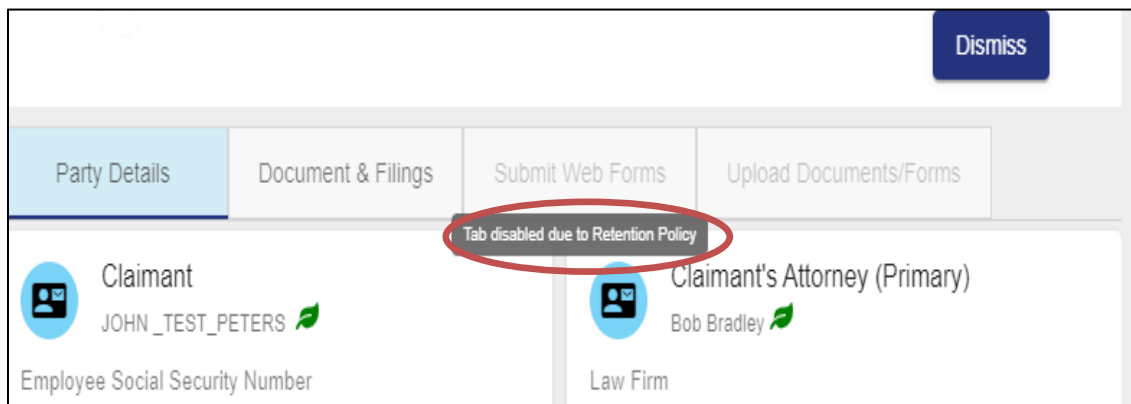 Dismiss
Party Details
Document & Filings
Submit Web Forms
Upload Documents/Forms
Tab disabled due to Retention Policy
Claimant
JOHN _TEST_PETERS
Employee Social Security Number
Claimant's Attorney (Primary)
Bob Bradley
Law Firm